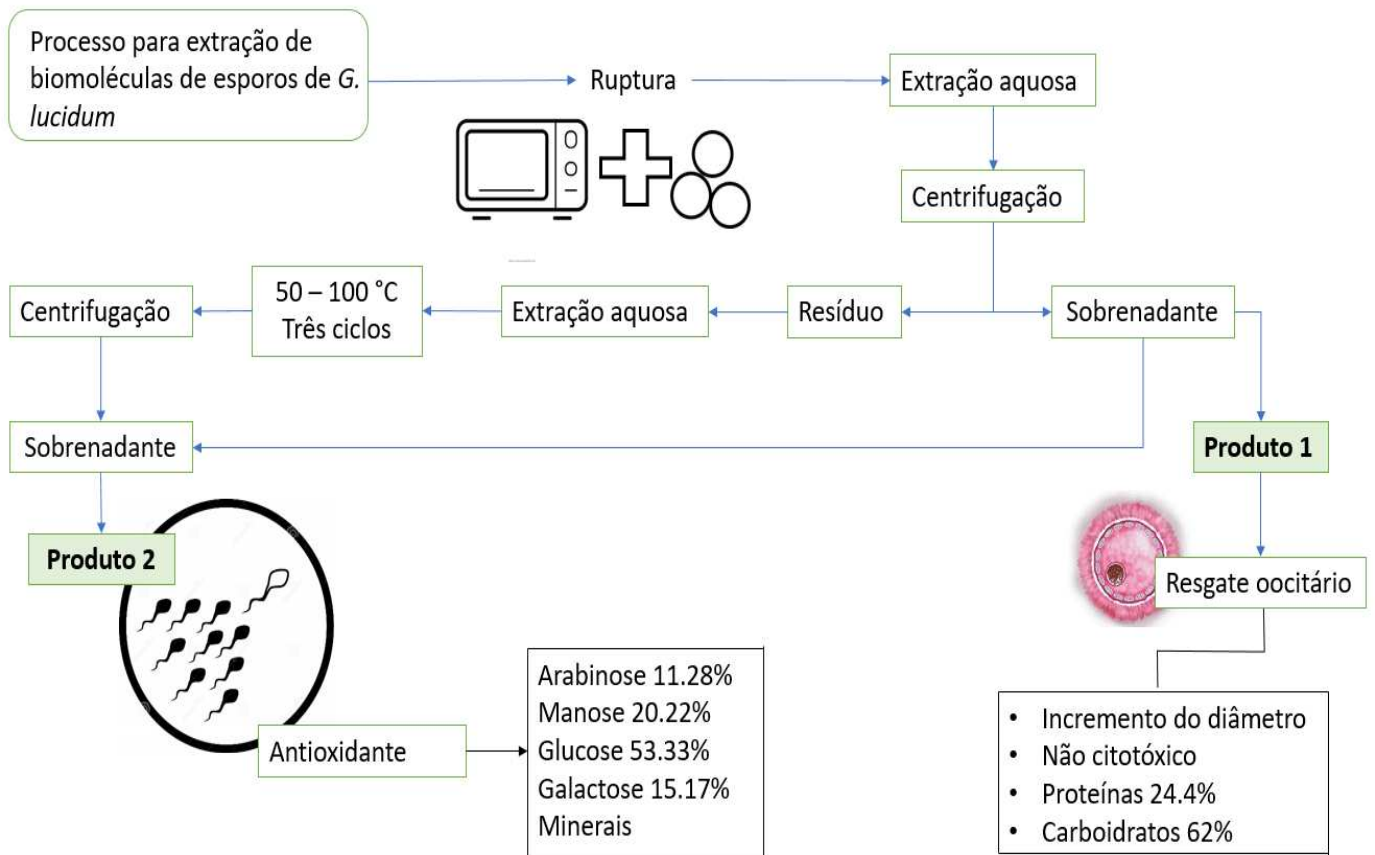 Processo para extração de
biomoléculas de esporos de G.
lucidum
Ruptura
Extração aquosa
Centrifugação
Centrifugação
50 – 100 °C
Três ciclos
Extração aquosa
Resíduo
Sobrenadante
Sobrenadante
Produto 1
Produto 2
Resgate oocitário
Antioxidante
Arabinose 11.28%
Manose 20.22%
Glucose 53.33%
Galactose 15.17%
Minerais
• Incremento do diâmetro
• Não citotóxico
• Proteínas 24.4%
• Carboidratos 62%